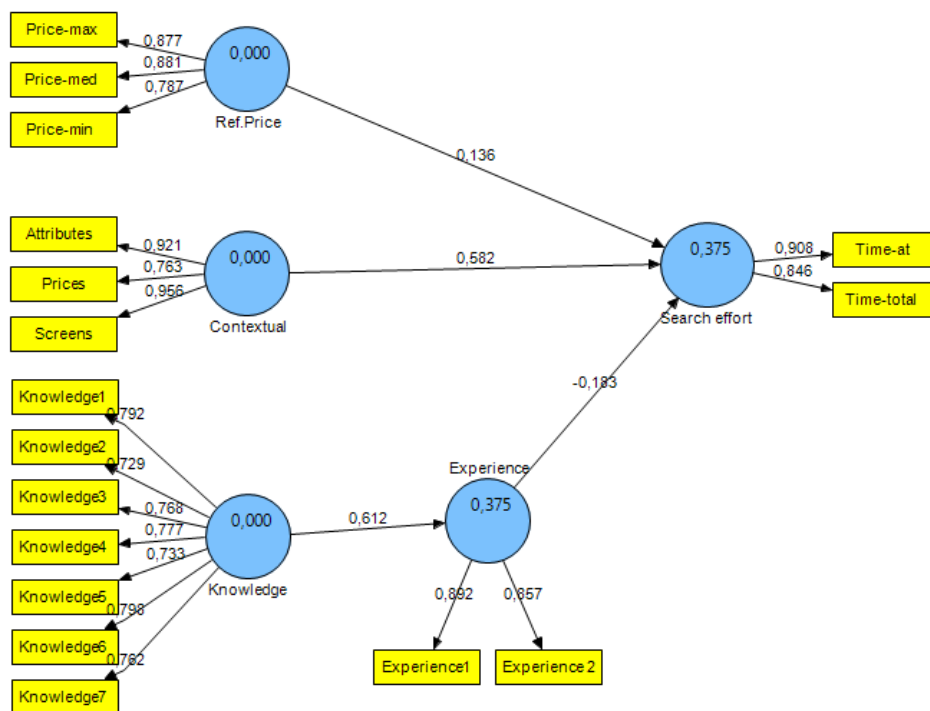 Price-max
0,877
0,000
Price-med
0,881
0,787
Price-min
Ref.Price
0,136
Attributes
0,921
0,000
Prices
0,763
0,956
Screens
Contextual
0,582
0,375
Search effort
0,908
Time-at
0,846
Time-total
-0,183
Knowledge1
0,792
Knowledge2
0,729
Knowledge3
0,768
Knowledge4
0,777
0,733
Knowledge5
0,798
Knowledge6
0,762
Knowledge7
0,000
Knowledge
0,612
Experience
0,375
0,892
0,857
Experience1
Experience 2